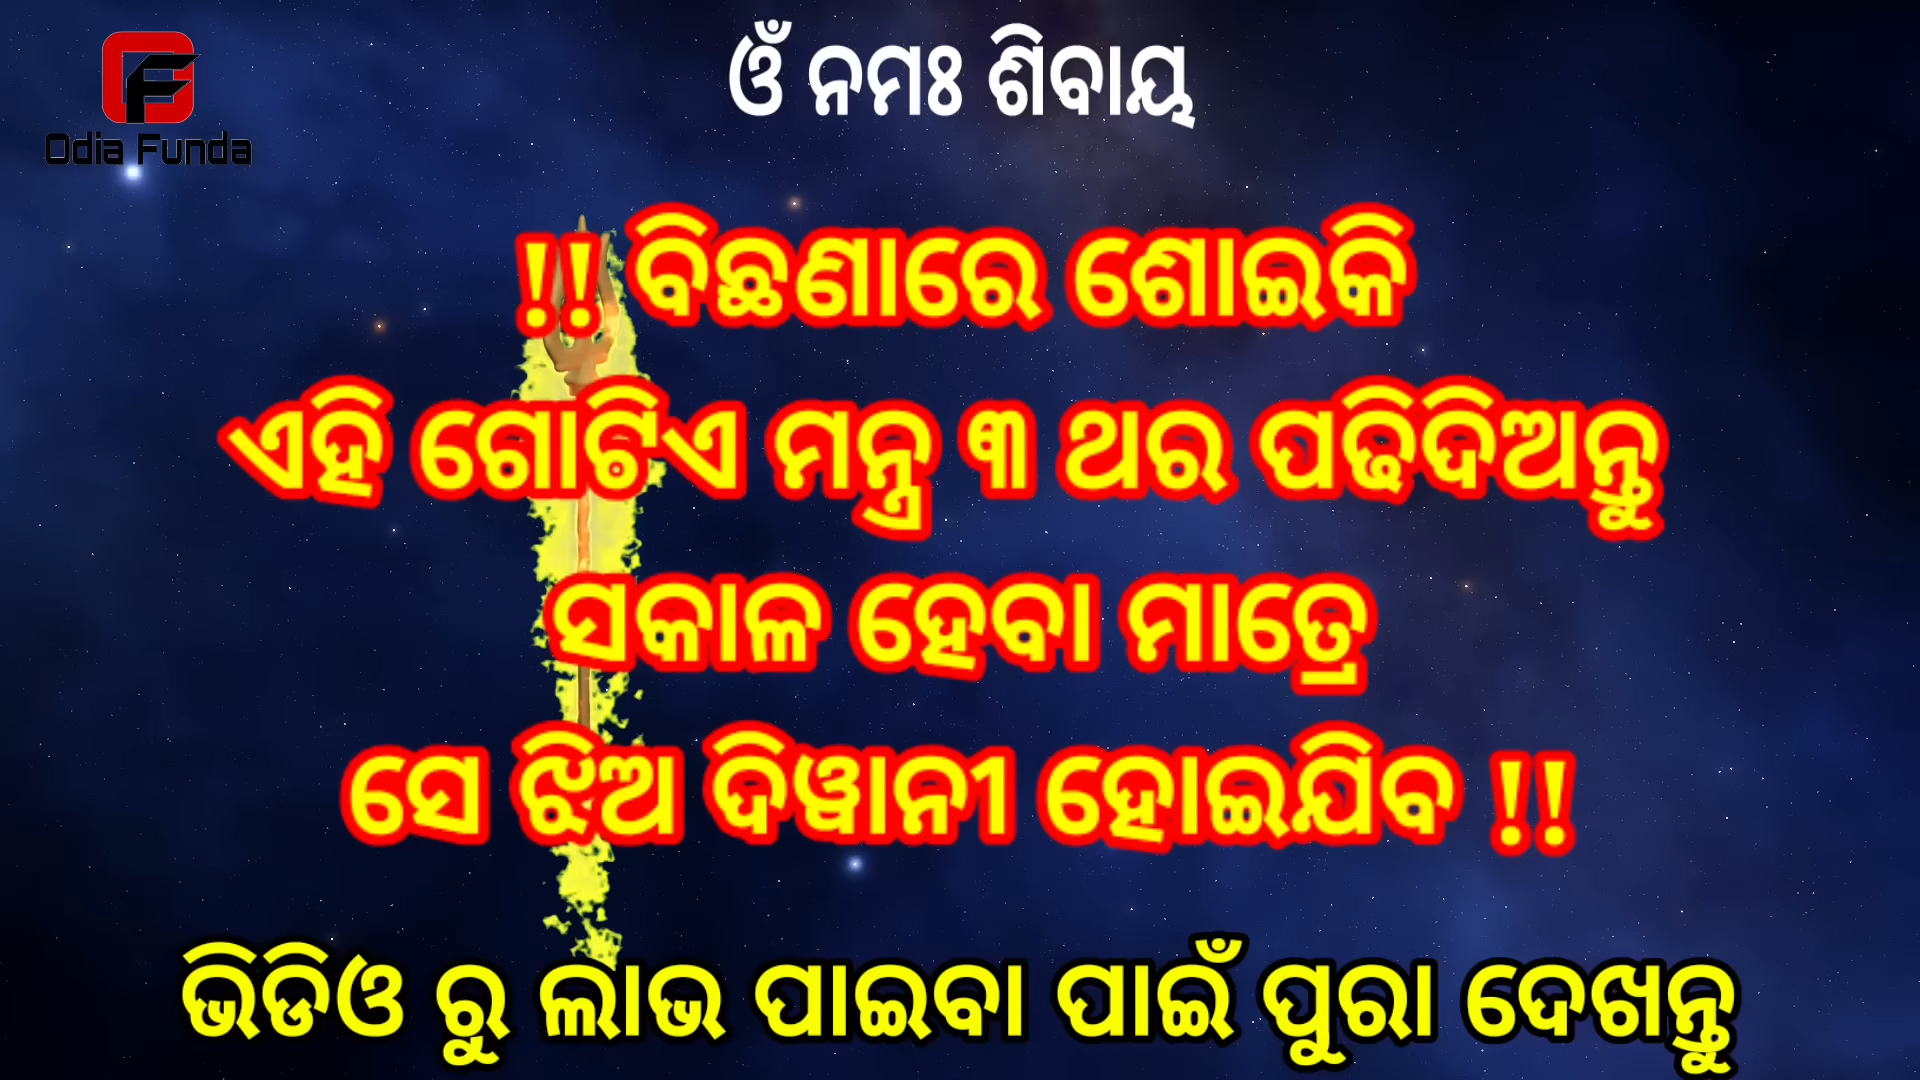 ଓଁ ନମଃ ଶିବାୟ
Odia Funda
!! ବିଛଣାରେ ଶୋଇକି
ଏହି ଗୋଟିଏ ମନ୍ତ୍ର ୩ ଥର ପଢିଦିଅନ୍ତୁ
ସକାଳ ହେବା ମାତ୍ରେ
ସେ ଝିଅ ଦିୱାନୀ ହୋଇଯିବ !!
ଭିଡିଓ ରୁ ଲାଭ ପାଇବା ପାଇଁ ପୁରା ଦେଖନ୍ତୁ